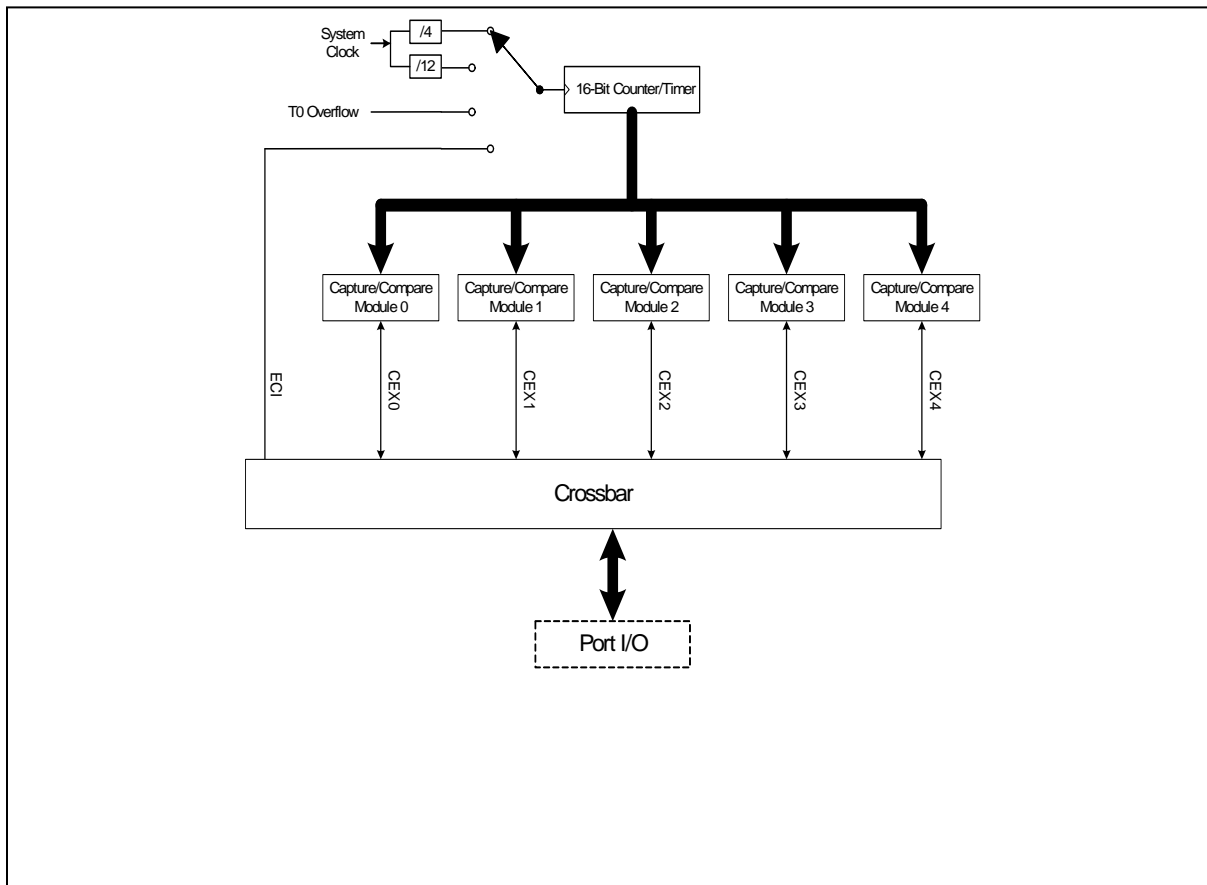 System
Clock
/4
/12
T0 Overflow
16-Bit Counter/Timer
Capture/Compare
Module 0
Capture/Compare
Module 1
Capture/Compare
Module 2
Capture/Compare
Module 3
Capture/Compare
Module 4
ECI
CEX0
CEX1
CEX2
CEX3
CEX4
Crossbar
Port I/O